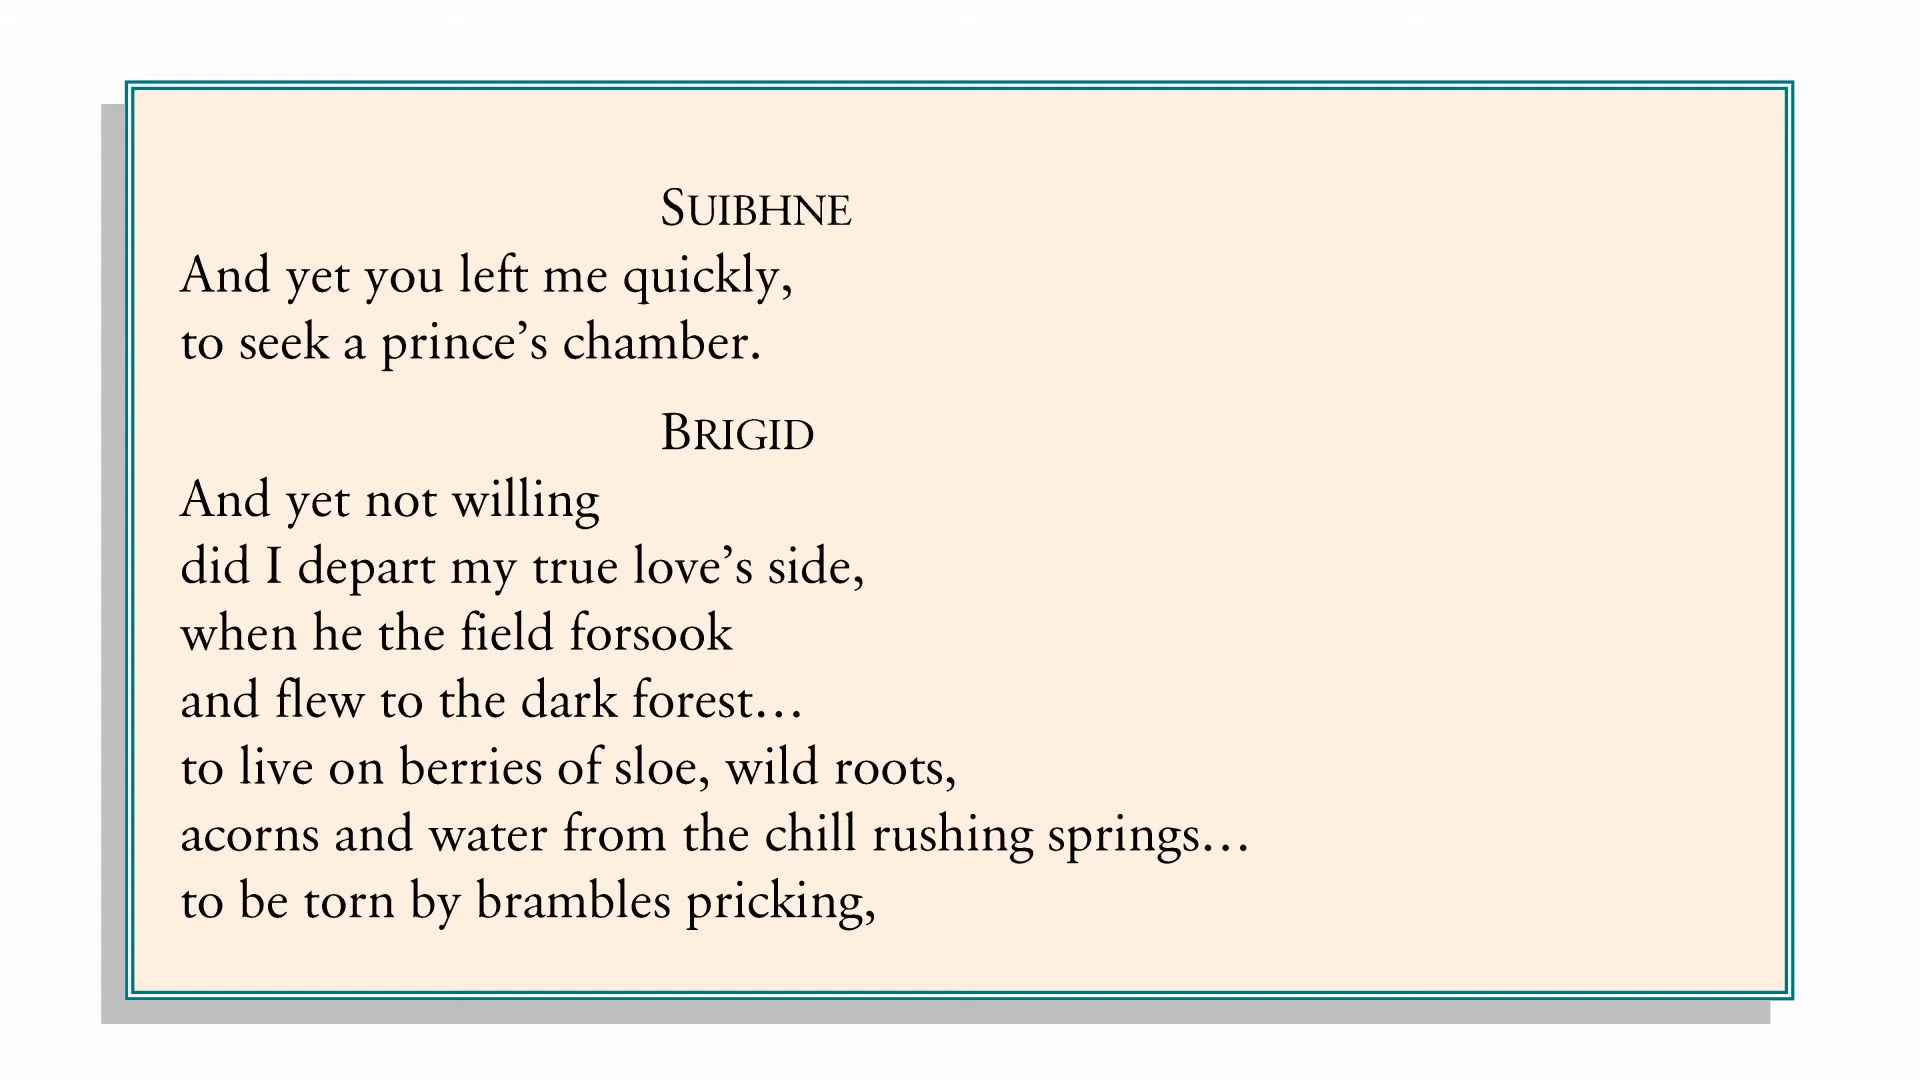 SUIBHNE
And yet you left me quickly,
to seek a prince’s chamber.
BRIGID
And yet not willing
did I depart my true love’s side,
when he the field forsook
and flew to the dark forest…
to live on berries of sloe, wild roots,
acorns and water from the chill rushing springs…
to be torn by brambles pricking,